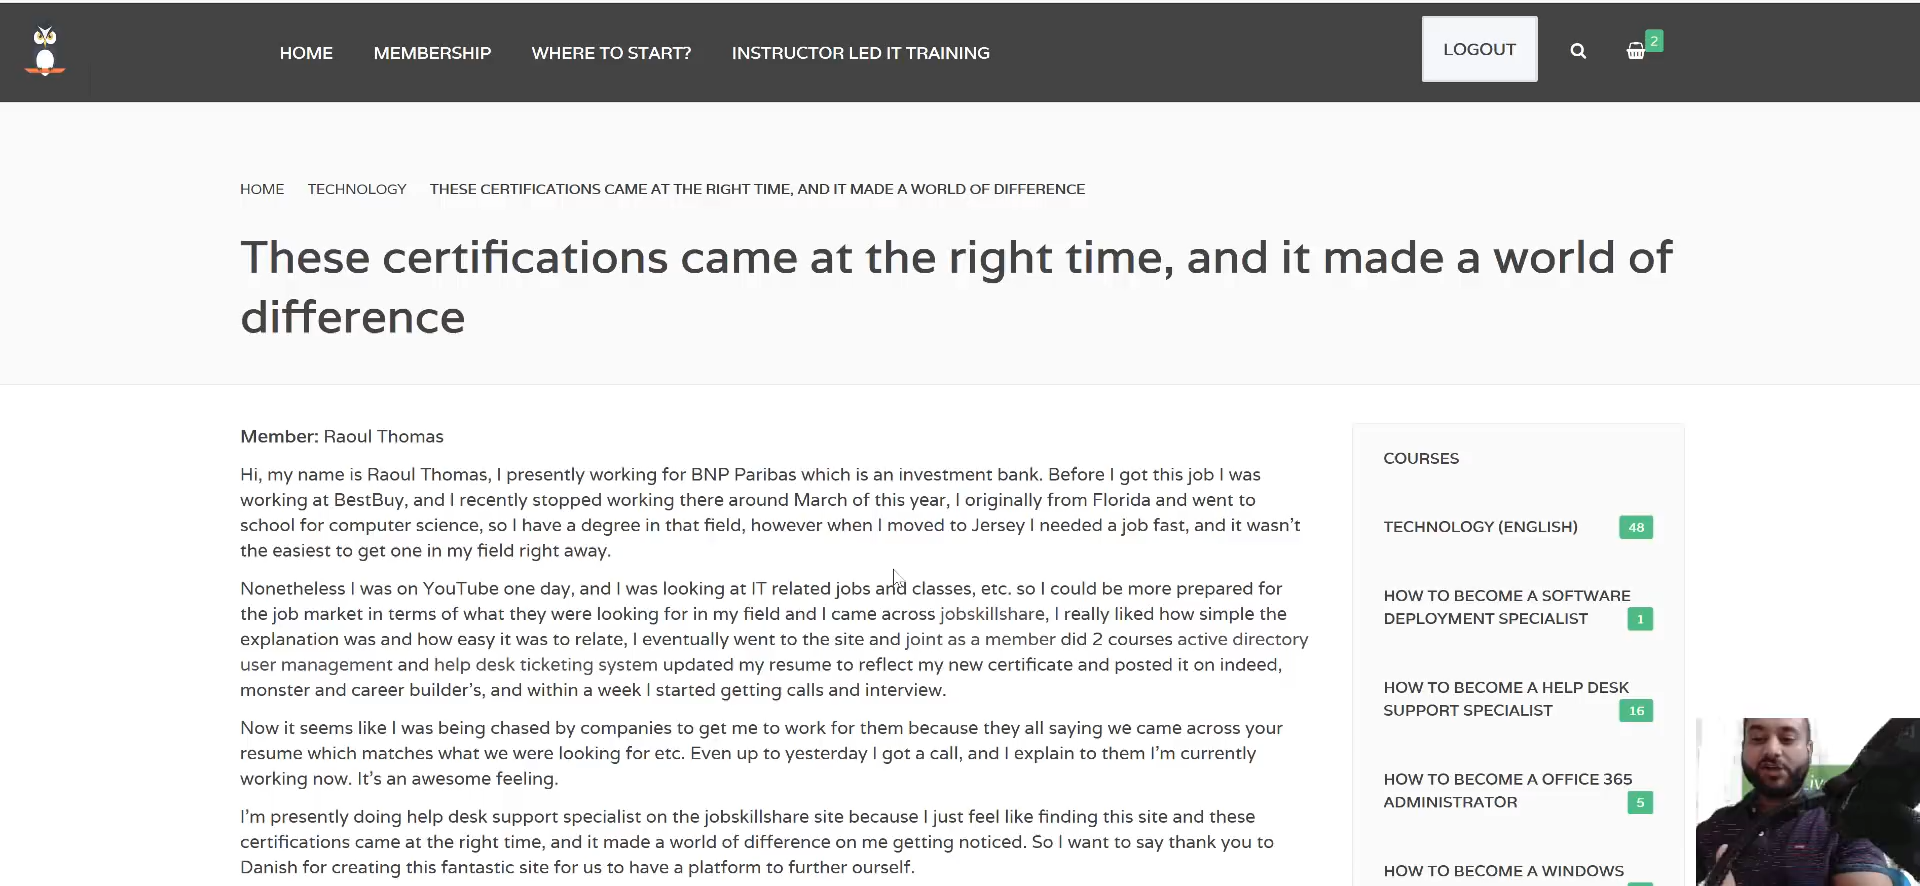 HOME MEMBERSHIP WHERE TO START? INSTRUCTOR LED IT TRAINING LOGOUT 2
HOME TECHNOLOGY THESE CERTIFICATIONS CAME AT THE RIGHT TIME, AND IT MADE A WORLD OF DIFFERENCE
These certifications came at the right time, and it made a world of
difference
Member: Raoul Thomas
Hi, my name is Raoul Thomas, I presently working for BNP Paribas which is an investment bank. Before I got this job I was
working at BestBuy, and I recently stopped working there around March of this year, I originally from Florida and went to
school for computer science, so I have a degree in that field, however when I moved to Jersey I needed a job fast, and it wasn't
the easiest to get one in my field right away.
Nonetheless I was on YouTube one day, and I was looking at IT related jobs and classes, etc. so I could be more prepared for
the job market in terms of what they were looking for in my field and I came across jobskillshare, I really liked how simple the
explanation was and how easy it was to relate, I eventually went to the site and joint as a member did 2 courses active directory
user management and help desk ticketing system updated my resume to reflect my new certificate and posted it on indeed,
monster and career builder's, and within a week I started getting calls and interview.
Now it seems like I was being chased by companies to get me to work for them because they all saying we came across your
resume which matches what we were looking for etc. Even up to yesterday I got a call, and I explain to them I'm currently
working now. It's an awesome feeling.
I'm presently doing help desk support specialist on the jobskillshare site because I just feel like finding this site and these
certifications came at the right time, and it made a world of difference on me getting noticed. So I want to say thank you to
Danish for creating this fantastic site for us to have a platform to further ourself.
COURSES
TECHNOLOGY (ENGLISH) 48
HOW TO BECOME A SOFTWARE
DEPLOYMENT SPECIALIST 1
HOW TO BECOME A HELP DESK
SUPPORT SPECIALIST 16
HOW TO BECOME A OFFICE 365
ADMINISTRATOR 5
HOW TO BECOME A WINDOWS